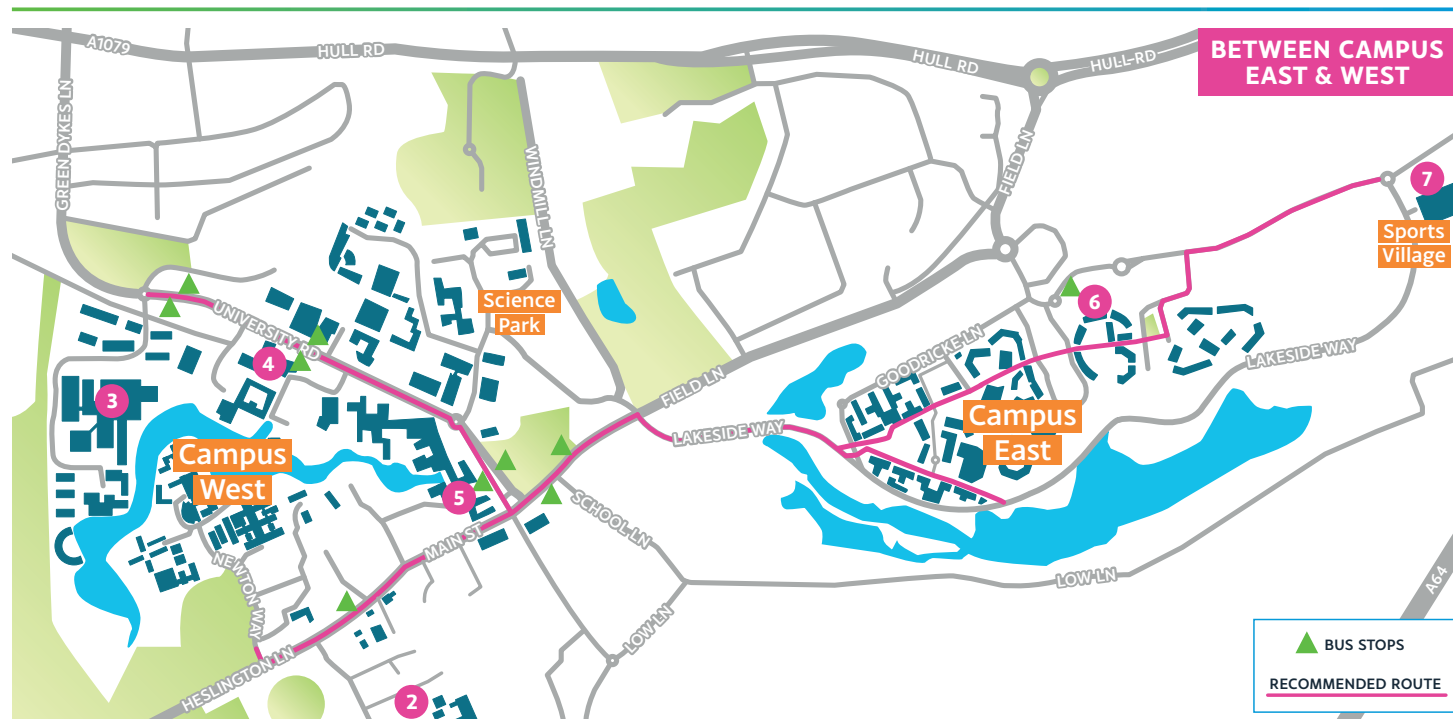 A1079
HULL RD
HULL RD
HULL RD
BETWEEN CAMPUS
EAST & WEST
GREEN DYKES LN
WINDMILL LN
FIELD LN
7
Sports
Village
Science
Park
6
UNIVERSITY RD
4
3
GOODRICKE LN
LAKESIDE WAY
FIELD LN
LAKESIDE WAY
Campus
East
Campus
West
5
SCHOOL LN
MAIN ST
NEWTON WAY
LOW LN
A64
LOW LN
HESLINGTON LN
2
BUS STOPS
RECOMMENDED ROUTE